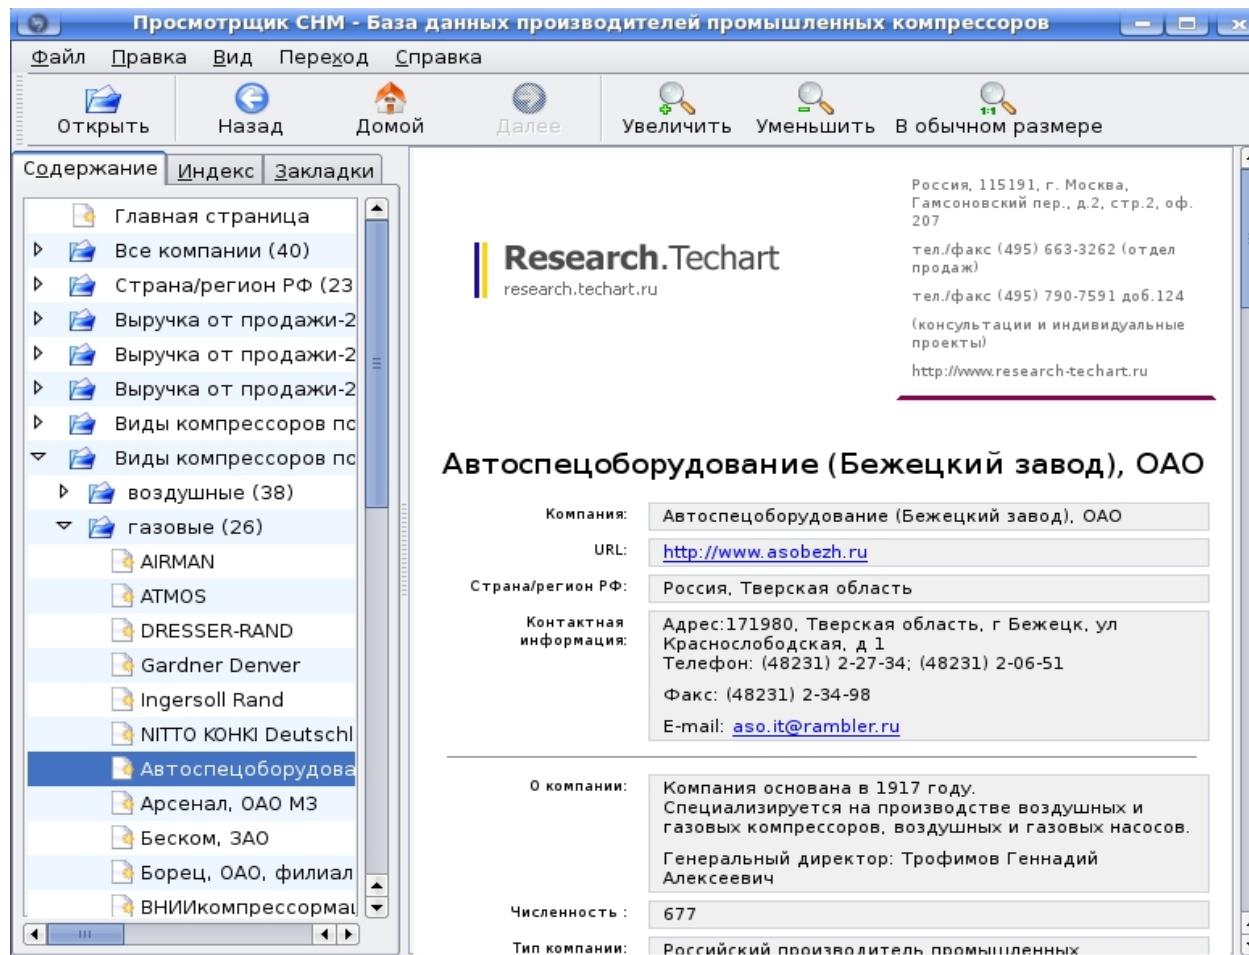 Просмотрщик CHM - База данных производителей промышленных компрессоров
Файл Правка Вид Переход Справка
Открыть Назад Домой Далее Увеличить Уменьшить В обычном размере
Содержание Индекс Закладки
Главная страница
Все компании (40)
Страна/регион РФ (23
Выручка от продажи-2
Выручка от продажи-2
Выручка от продажи-2
Виды компрессоров по
Виды компрессоров по
воздушные (38)
газовые (26)
AIRMAN
ATMOS
DRESSER-RAND
Gardner Denver
Ingersoll Rand
NITTO KOHKI Deutschl
Автоспецоборудова
Арсенал, ОАО МЗ
Беском, ЗАО
Борец, ОАО, филиал
ВНИИкомпрессормаш
Research.Techart
research.techart.ru
Россия, 115191, г. Москва,
Гамсоновский пер., д.2, стр.2, оф.
207
тел./факс (495) 663-3262 (отдел
продаж)
тел./факс (495) 790-7591 доб.124
(консультации и индивидуальные
проекты)
http://www.research-techart.ru
Автоспецоборудование (Бежецкий завод), ОАО
Компания: Автоспецоборудование (Бежецкий завод), ОАО
URL: http://www.asobezh.ru
Страна/регион РФ: Россия, Тверская область
Контактная
информация:
Адрес:171980, Тверская область, г Бежецк, ул
Краснослободская, д 1
Телефон: (48231) 2-27-34; (48231) 2-06-51
Факс: (48231) 2-34-98
E-mail: aso.it@rambler.ru
О компании: Компания основана в 1917 году.
Специализируется на производстве воздушных и
газовых компрессоров, воздушных и газовых насосов.
Генеральный директор: Трофимов Геннадий
Алексеевич
Численность : 677
Тип компании: Российский производитель промышленных